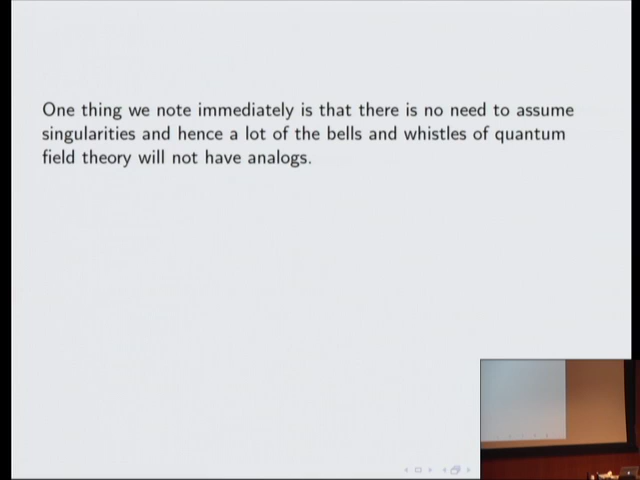 One thing we note immediately is that there is no need to assume
singularities and hence a lot of the bells and whistles of quantum
field theory will not have analogs.